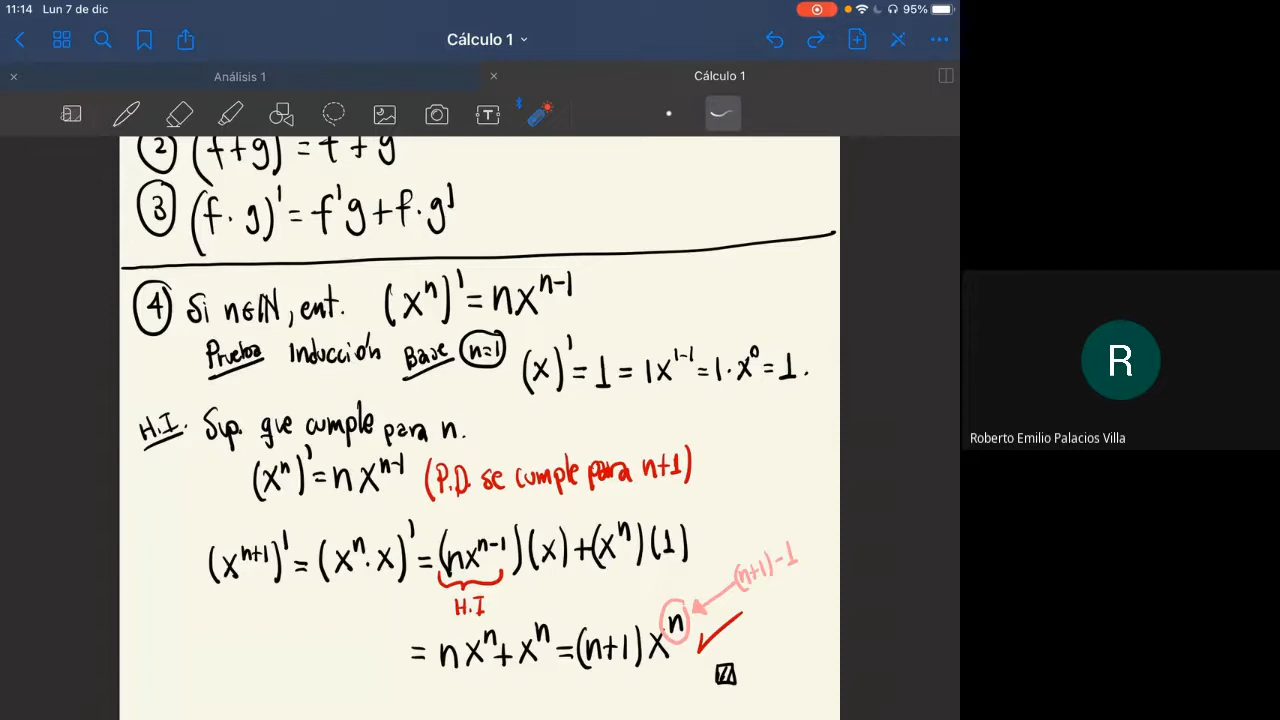 11:14 Lun 7 de dic 95%
Cálculo 1
Análisis 1
Cálculo 1
T
② (f+g)' = f' + g'
③ (f · g)' = f'g + f · g'
④ Si n∈ℕ, ent. (xⁿ)' = nxⁿ⁻¹
Prueba Inducción Base n=1 (x)' = 1 = 1x¹⁻¹ = 1 · x⁰ = 1 .
H.I. Sup. que cumple para n.
(xⁿ)' = nxⁿ⁻¹ (P.D. se cumple para n+1)
(xⁿ⁺¹)' = (xⁿ · x)' = (nxⁿ⁻¹)(x) + (xⁿ)(1)
(n+1)-1
H.I
= nxⁿ + xⁿ = (n+1)xⁿ
R
Roberto Emilio Palacios Villa